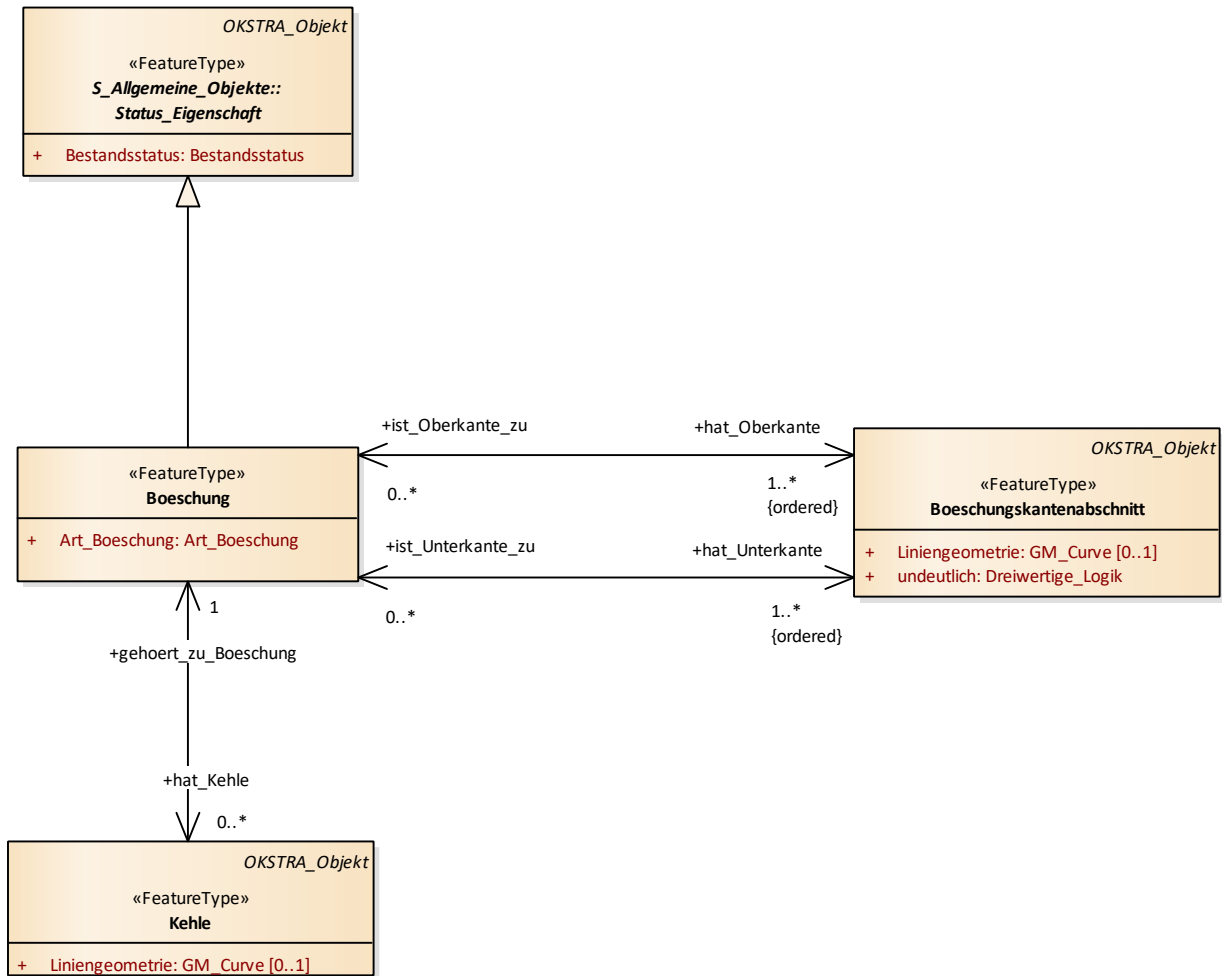 OKSTRA_Objekt
«FeatureType»
S_Allgemeine_Objekte::
Status_Eigenschaft
+ Bestandsstatus: Bestandsstatus
+ist_Oberkante_zu
+hat_Oberkante
0..*
1..*
{ordered}
«FeatureType»
Boeschung
+ Art_Boeschung: Art_Boeschung
OKSTRA_Objekt
«FeatureType»
Boeschungskantenabschnitt
+ Liniengeometrie: GM_Curve [0..1]
+ undeutlich: Dreiwertige_Logik
+ist_Unterkante_zu
+hat_Unterkante
0..*
1..*
{ordered}
1
+gehoert_zu_Boeschung
+hat_Kehle
0..*
OKSTRA_Objekt
«FeatureType»
Kehle
+ Liniengeometrie: GM_Curve [0..1]